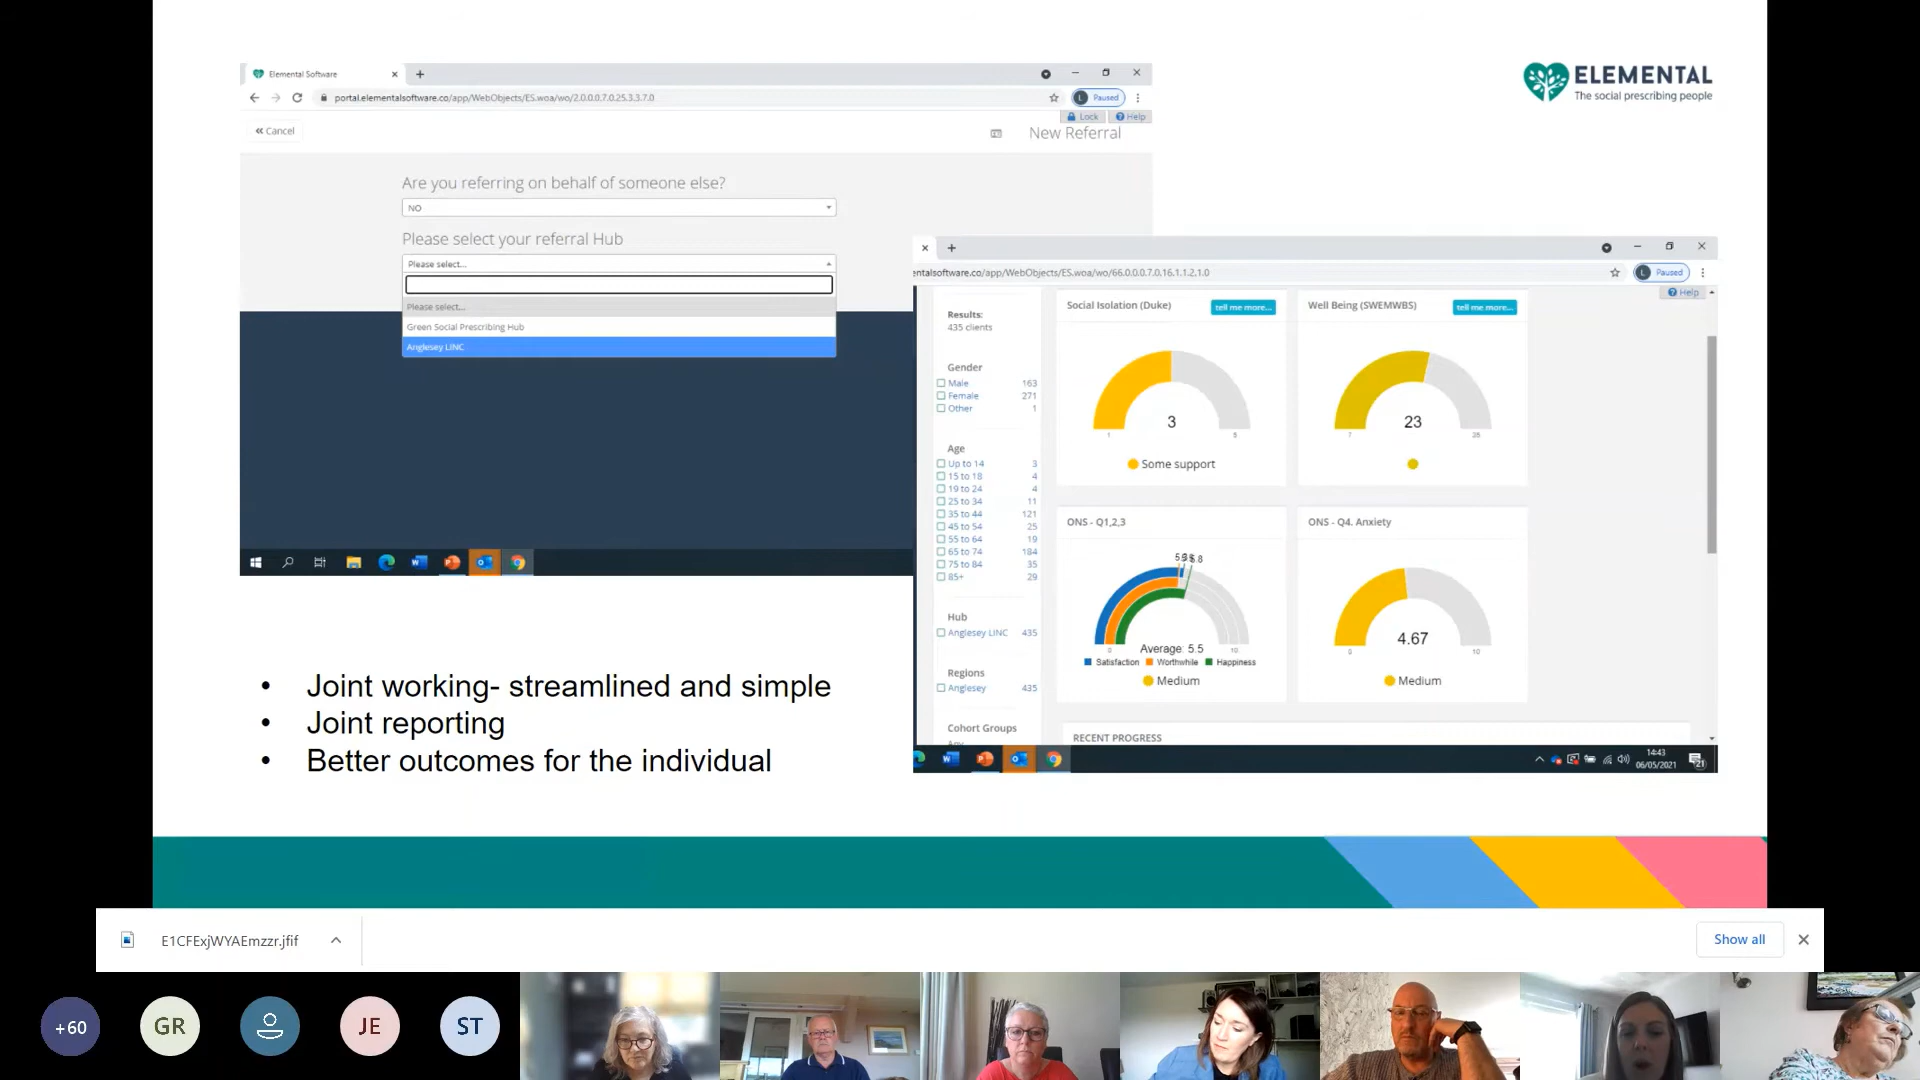 Elemental Software
portal.elementalsoftware.co/app/WebObjects/ES.woa/wo/2.0.0.0.7.0.25.3.3.7.0
L Paused
Lock
Help
Cancel
New Referral
Are you referring on behalf of someone else?
NO
Please select your referral Hub
Please select...
Please select...
Green Social Prescribing Hub
Anglesey LINC
ELEMENTAL
The social prescribing people
entalsoftware.co/app/WebObjects/ES.woa/wo/66.0.0.0.7.0.16.1.1.2.1.0
L Paused
Help
Results:
435 clients
Gender
Male 163
Female 271
Other 1
Age
Up to 14 3
15 to 18 4
19 to 24 4
25 to 34 11
35 to 44 121
45 to 54 25
55 to 64 19
65 to 74 184
75 to 84 35
85+ 29
Hub
Anglesey LINC 435
Regions
Anglesey 435
Cohort Groups
Any
Social Isolation (Duke)
tell me more...
3
1 5
Some support
Well Being (SWEMWBS)
tell me more...
23
7 35
ONS - Q1,2,3
Average: 5.5
0 10
Satisfaction Worthwhile Happiness
Medium
ONS - Q4. Anxiety
4.67
0 10
Medium
RECENT PROGRESS
14:43
06/05/2021
21
• Joint working- streamlined and simple
• Joint reporting
• Better outcomes for the individual
E1CFExjWYAEmzzr.jfif
Show all
+60
GR
JE
ST